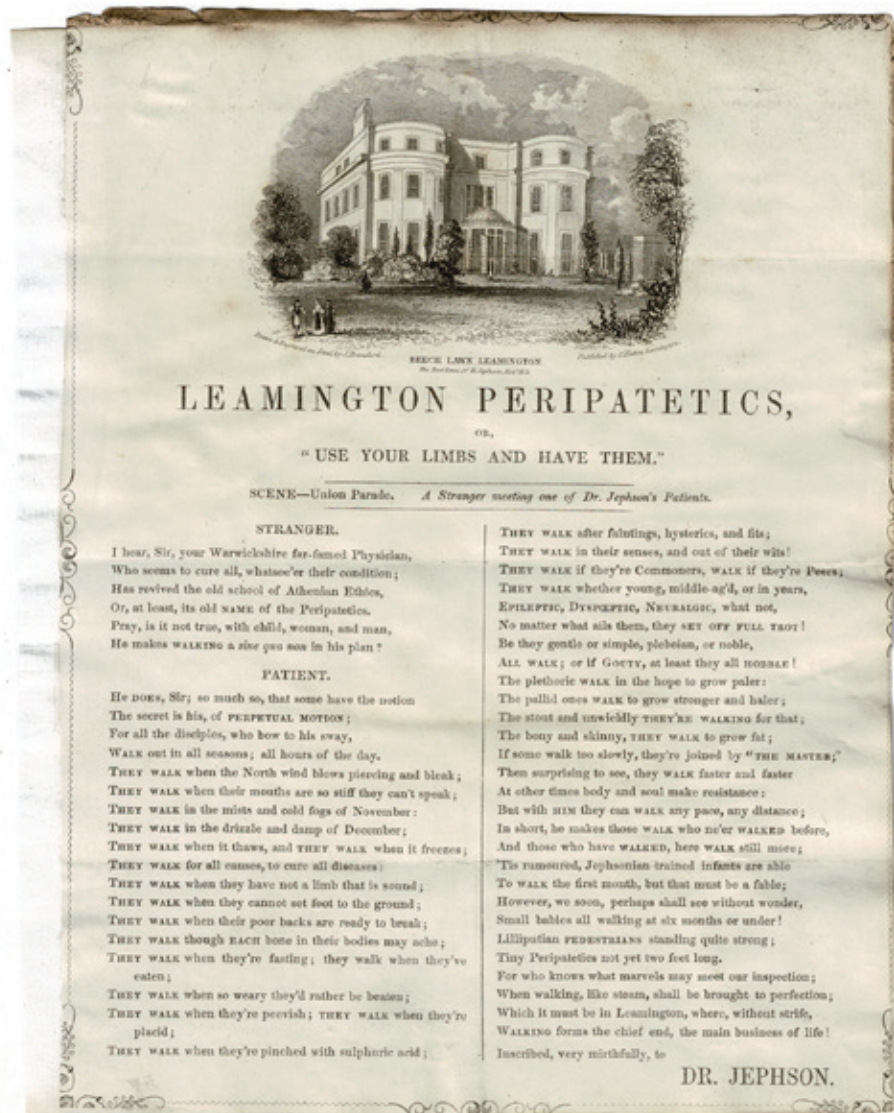 Drawn & Engraved on Steel by J. Brandard.
Published by J. Leamington.
BEECH LAWN LEAMINGTON
The Residence of H. Jephson, Esqr. M.D.
LEAMINGTON PERIPATETICS,
OR,
"USE YOUR LIMBS AND HAVE THEM."
SCENE—Union Parade. A Stranger meeting one of Dr. Jephson's Patients.
STRANGER.
I hear, Sir, your Warwickshire far-famed Physician,
Who seems to cure all, whatsoe'er their condition;
Has revived the old school of Athenian Ethics,
Or, at least, its old NAME of the Peripatetics.
Pray, is it not true, with child, woman, and man,
He makes WALKING a sine qua non in his plan?
PATIENT.
He DOES, Sir; so much so, that some have the notion
The secret is his, of PERPETUAL MOTION;
For all the disciples, who bow to his sway,
WALK out in all seasons; all hours of the day.
THEY WALK when the North wind blows piercing and bleak;
THEY WALK when their mouths are so stiff they can't speak;
THEY WALK in the mists and cold fogs of November:
THEY WALK in the drizzle and damp of December;
THEY WALK when it thaws, and THEY WALK when it freezes;
THEY WALK for all causes, to cure all diseases:
THEY WALK when they have not a limb that is sound;
THEY WALK when they cannot set foot to the ground;
THEY WALK when their poor backs are ready to break;
THEY WALK though EACH bone in their bodies may ache;
THEY WALK when they're fasting; they walk when they've
eaten;
THEY WALK when so weary they'd rather be beaten;
THEY WALK when they're peevish; THEY WALK when they're
placid;
THEY WALK when they're pinched with sulphuric acid;
THEY WALK after faintings, hysterics, and fits;
THEY WALK in their senses, and out of their wits!
THEY WALK if they're Commoners, WALK if they're Peers;
THEY WALK whether young, middle-ag'd, or in years,
EPILEPTIC, DYSPEPTIC, NEURALGIC, what not,
No matter what ails them, they SET OFF FULL TROT!
Be they gentle or simple, plebeian, or noble,
ALL WALK; or if GOUTY, at least they all HOBBLE!
The plethoric WALK in the hope to grow paler:
The pallid ones WALK to grow stronger and haler;
The stout and unwieldly THEY'RE WALKING for that;
The bony and skinny, THEY WALK to grow fat;
If some walk too slowly, they're joined by "THE MASTER;"
Then surprising to see, they WALK faster and faster
At other times body and soul make resistance:
But with HIM they can WALK any pace, any distance;
In short, he makes those WALK who ne'er WALKED before,
And those who have WALKED, here WALK still more;
'Tis rumoured, Jephsonian-trained infants are able
To WALK the first month, but that must be a fable;
However, we soon, perhaps shall see without wonder,
Small babies all walking at six months or under!
Lilliputian PEDESTRIANS standing quite strong;
Tiny Peripatetics not yet two feet long.
For who knows what marvels may meet our inspection;
When walking, like steam, shall be brought to perfection;
Which it must be in Leamington, where, without strife,
WALKING forms the chief end, the main business of life!
Inscribed, very mirthfully, to
DR. JEPHSON.